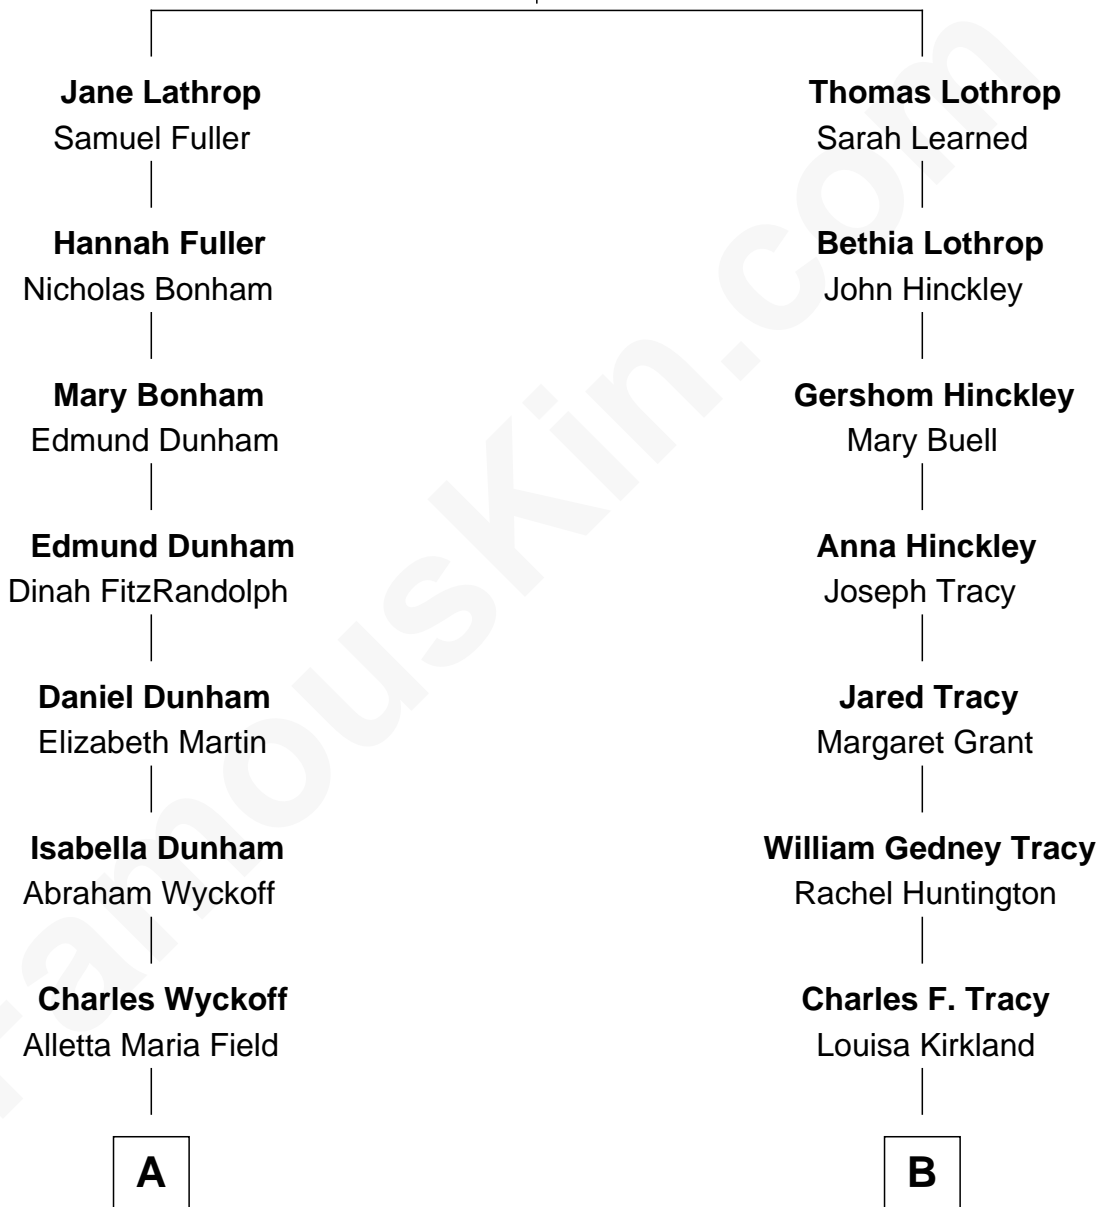 Jane Lathrop
Samuel Fuller
Hannah Fuller
Nicholas Bonham
Mary Bonham
Edmund Dunham
Edmund Dunham
Dinah FitzRandolph
Daniel Dunham
Elizabeth Martin
Isabella Dunham
Abraham Wyckoff
Charles Wyckoff
Alletta Maria Field
A
Thomas Lothrop
Sarah Learned
Bethia Lothrop
John Hinckley
Gershom Hinckley
Mary Buell
Anna Hinckley
Joseph Tracy
Jared Tracy
Margaret Grant
William Gedney Tracy
Rachel Huntington
Charles F. Tracy
Louisa Kirkland
B
FamousKin.com